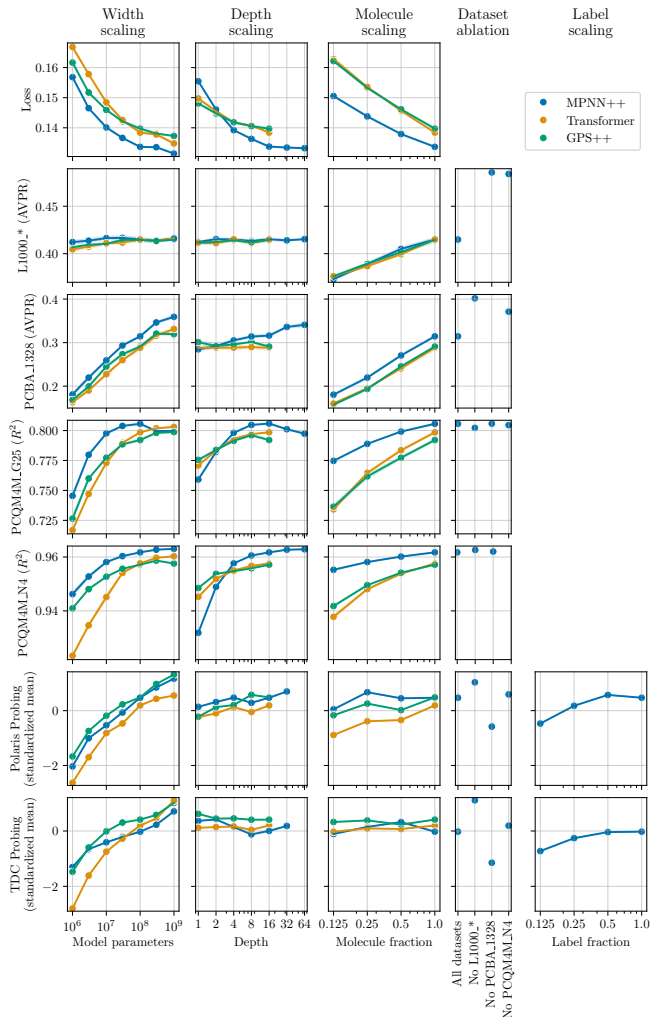 Width scaling
Depth scaling
Molecule scaling
Dataset ablation
Label scaling
Loss
0.16
0.15
0.14
MPNN++
Transformer
GPS++
L1000_* (AVPR)
0.45
0.40
PCBA_1328 (AVPR)
0.4
0.3
0.2
PCQM4M_G25 (R²)
0.800
0.775
0.750
0.725
PCQM4M_N4 (R²)
0.96
0.94
Polaris Probing
(standardized mean)
0
−2
TDC Probing
(standardized mean)
0
−2
10⁶ 10⁷ 10⁸ 10⁹
Model parameters
1 2 4 8 16 32 64
Depth
0.125 0.25 0.5 1.0
Molecule fraction
All datasets
No L1000_*
No PCBA_1328
No PCQM4M_N4
0.125 0.25 0.5 1.0
Label fraction